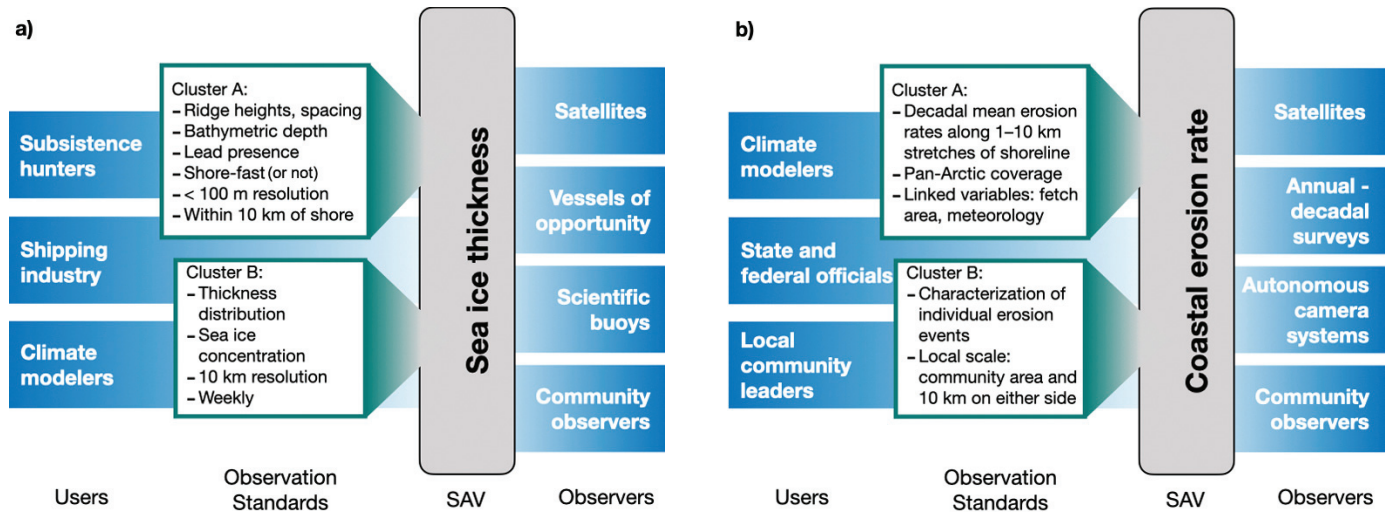 a)
Subsistence
hunters
Shipping
industry
Climate
modelers
Cluster A:
– Ridge heights, spacing
– Bathymetric depth
– Lead presence
– Shore-fast (or not)
– < 100 m resolution
– Within 10 km of shore
Cluster B:
– Thickness
distribution
– Sea ice
concentration
– 10 km resolution
– Weekly
Sea ice thickness
Satellites
Vessels of
opportunity
Scientific
buoys
Community
observers
Users
Observation
Standards
SAV
Observers
b)
Climate
modelers
State and
federal officials
Local
community
leaders
Cluster A:
– Decadal mean erosion
rates along 1–10 km
stretches of shoreline
– Pan-Arctic coverage
– Linked variables: fetch
area, meteorology
Cluster B:
– Characterization of
individual erosion
events
– Local scale:
community area and
10 km on either side
Coastal erosion rate
Satellites
Annual -
decadal
surveys
Autonomous
camera
systems
Community
observers
Users
Observation
Standards
SAV
Observers